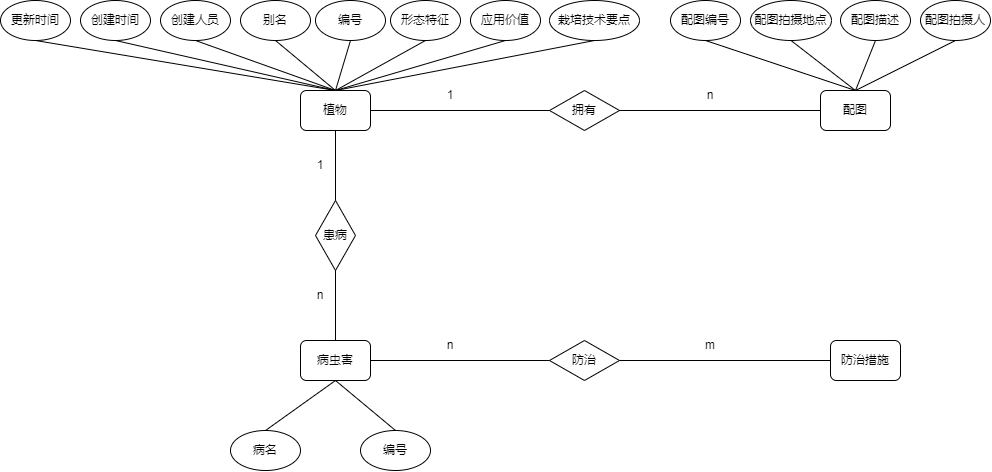 更新时间
创建时间
创建人员
别名
编号
形态特征
应用价值
栽培技术要点
配图编号
配图拍摄地点
配图描述
配图拍摄人
植物
1
拥有
n
配图
1
患病
n
病虫害
n
防治
m
防治措施
病名
编号